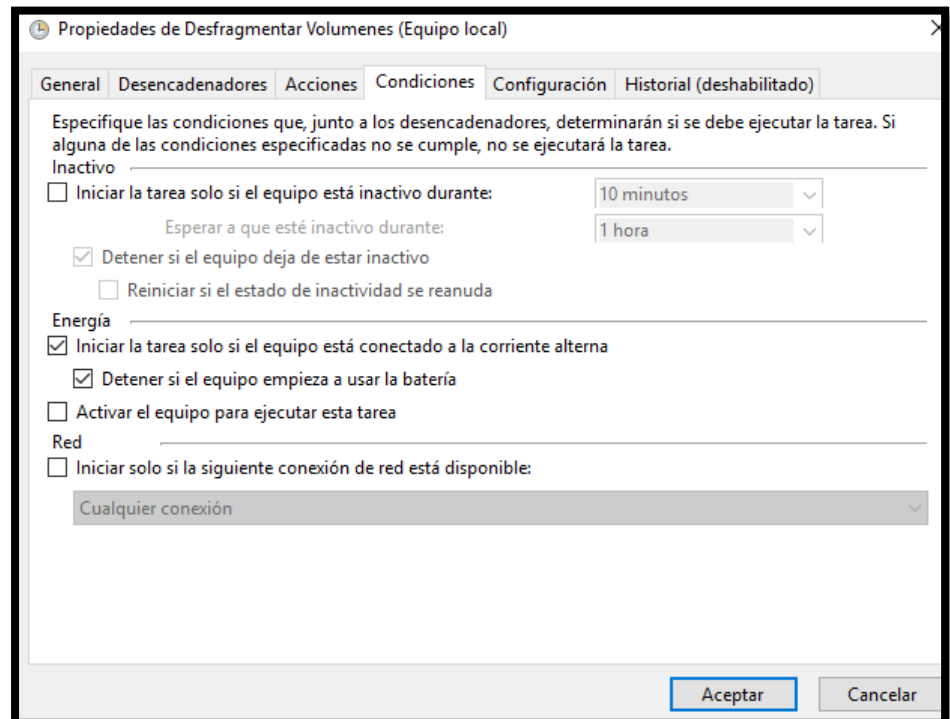 Propiedades de Desfragmentar Volumenes (Equipo local)
General Desencadenadores Acciones Condiciones Configuración Historial (deshabilitado)
Especifique las condiciones que, junto a los desencadenadores, determinarán si se debe ejecutar la tarea. Si
alguna de las condiciones especificadas no se cumple, no se ejecutará la tarea.
Inactivo
Iniciar la tarea solo si el equipo está inactivo durante: 10 minutos
Esperar a que esté inactivo durante: 1 hora
Detener si el equipo deja de estar inactivo
Reiniciar si el estado de inactividad se reanuda
Energía
Iniciar la tarea solo si el equipo está conectado a la corriente alterna
Detener si el equipo empieza a usar la batería
Activar el equipo para ejecutar esta tarea
Red
Iniciar solo si la siguiente conexión de red está disponible:
Cualquier conexión
Aceptar Cancelar